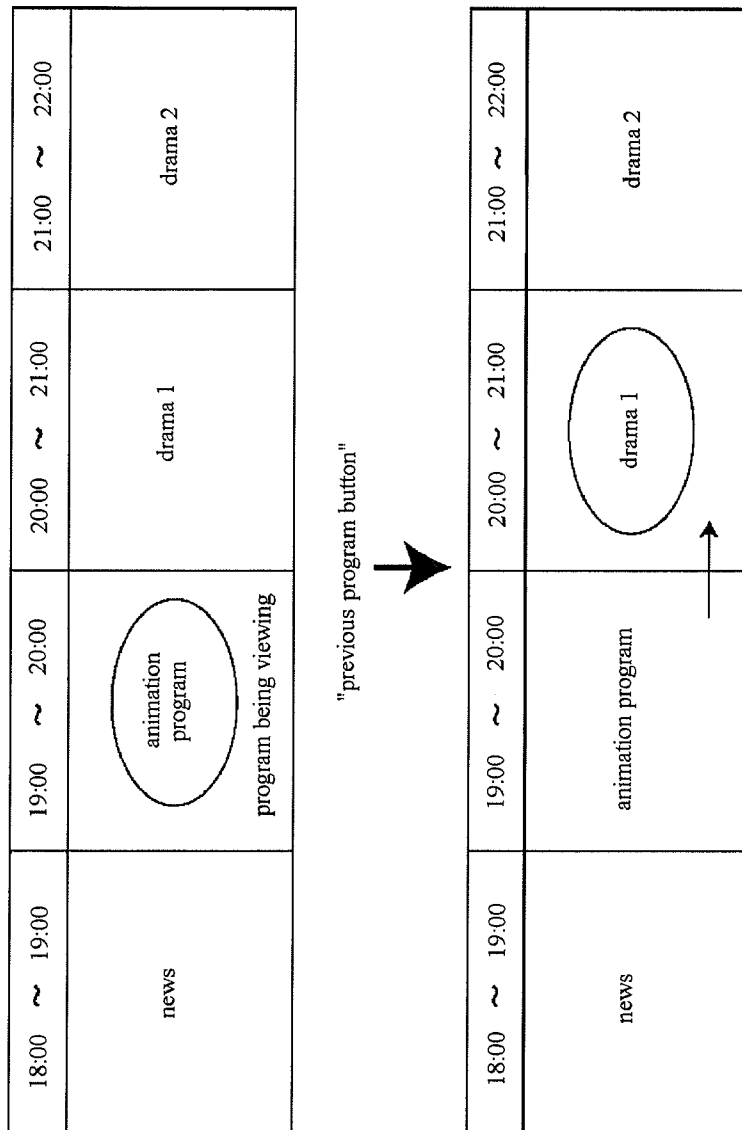 18:00 ~ 19:00
19:00 ~ 20:00
20:00 ~ 21:00
21:00 ~ 22:00
news
animation
program
program being viewing
drama 1
drama 2
"previous program button"
18:00 ~ 19:00
19:00 ~ 20:00
20:00 ~ 21:00
21:00 ~ 22:00
news
animation program
drama 1
drama 2